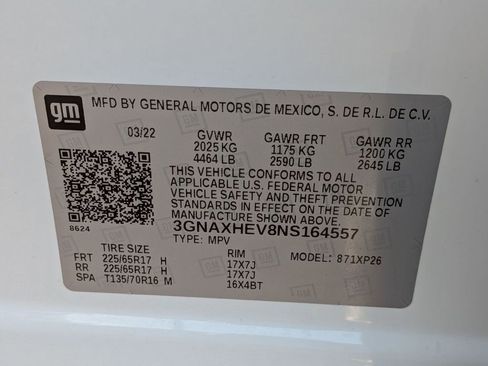 gm
MFD BY GENERAL MOTORS DE MEXICO, S. DE R.L. DE C.V.
03/22 GVWR GAWR FRT GAWR RR
2025 KG 1175 KG 1200 KG
4464 LB 2590 LB 2645 LB
THIS VEHICLE CONFORMS TO ALL
APPLICABLE U.S. FEDERAL MOTOR
VEHICLE SAFETY AND THEFT PREVENTION
STANDARDS IN EFFECT ON THE DATE OF
MANUFACTURE SHOWN ABOVE
8624 3GNAXHEV8NS164557
TYPE: MPV
TIRE SIZE RIM MODEL: 871XP26
FRT 225/65R17 H 17X7J
RR 225/65R17 H 17X7J
SPA T135/70R16 M 16X4BT